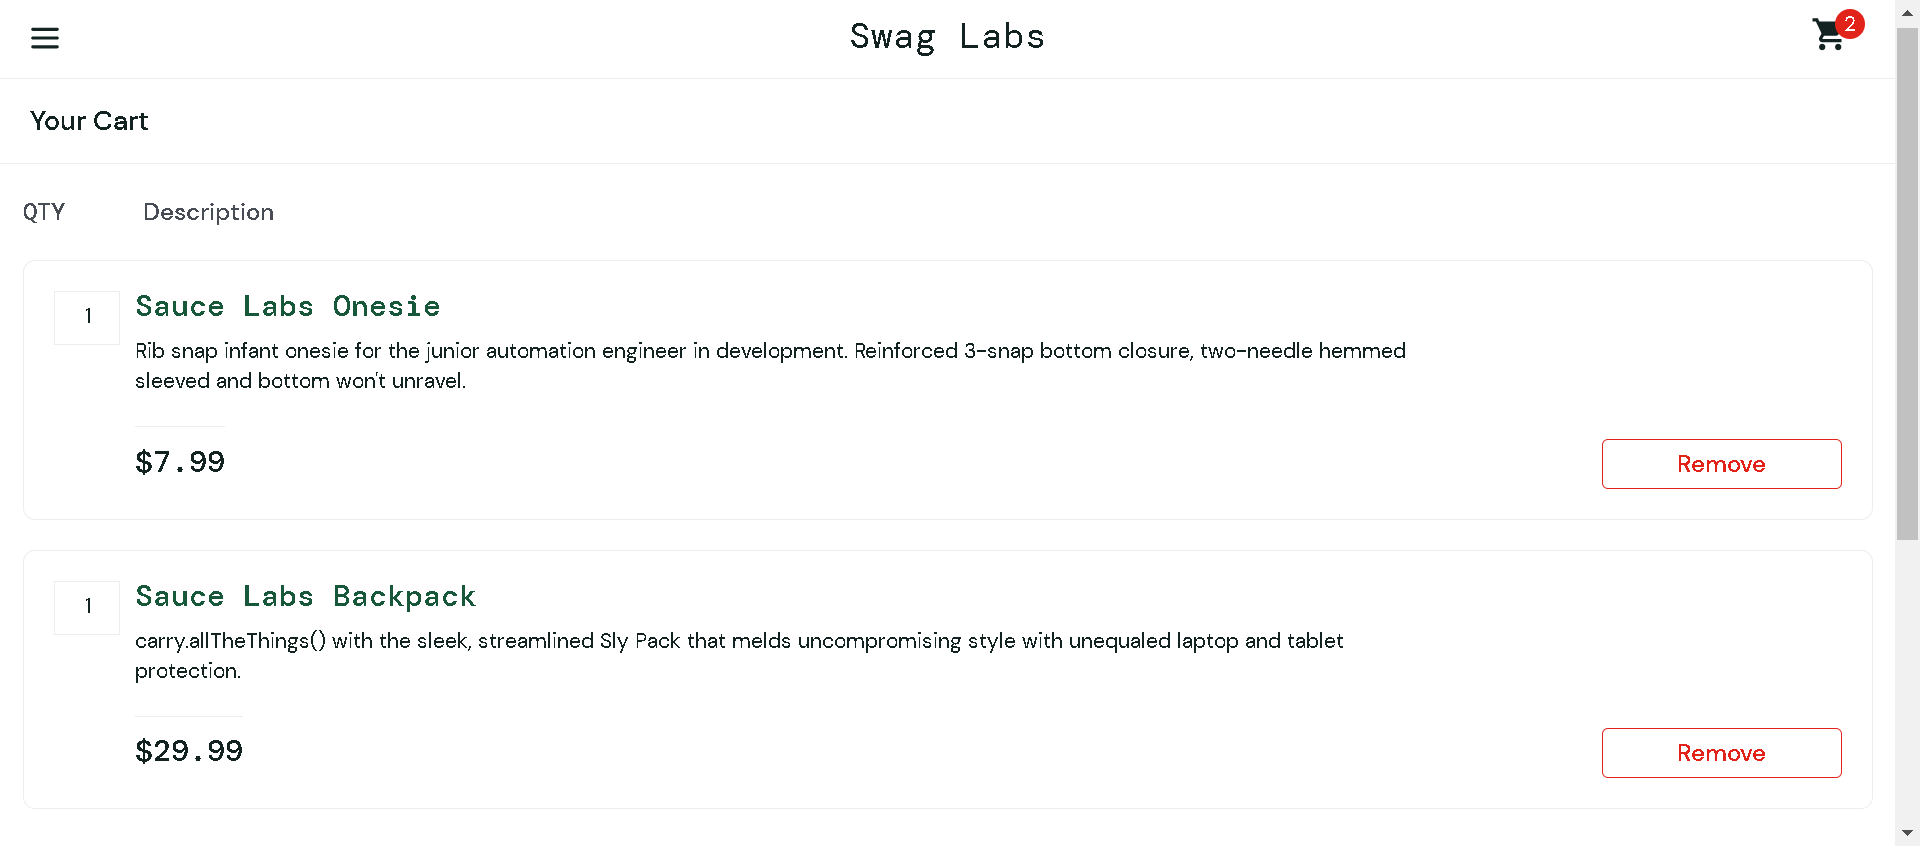 Swag Labs
2
Your Cart
QTY Description
1
Sauce Labs Onesie
Rib snap infant onesie for the junior automation engineer in development. Reinforced 3-snap bottom closure, two-needle hemmed
sleeved and bottom won't unravel.
$7.99
Remove
1
Sauce Labs Backpack
carry.allTheThings() with the sleek, streamlined Sly Pack that melds uncompromising style with unequaled laptop and tablet
protection.
$29.99
Remove